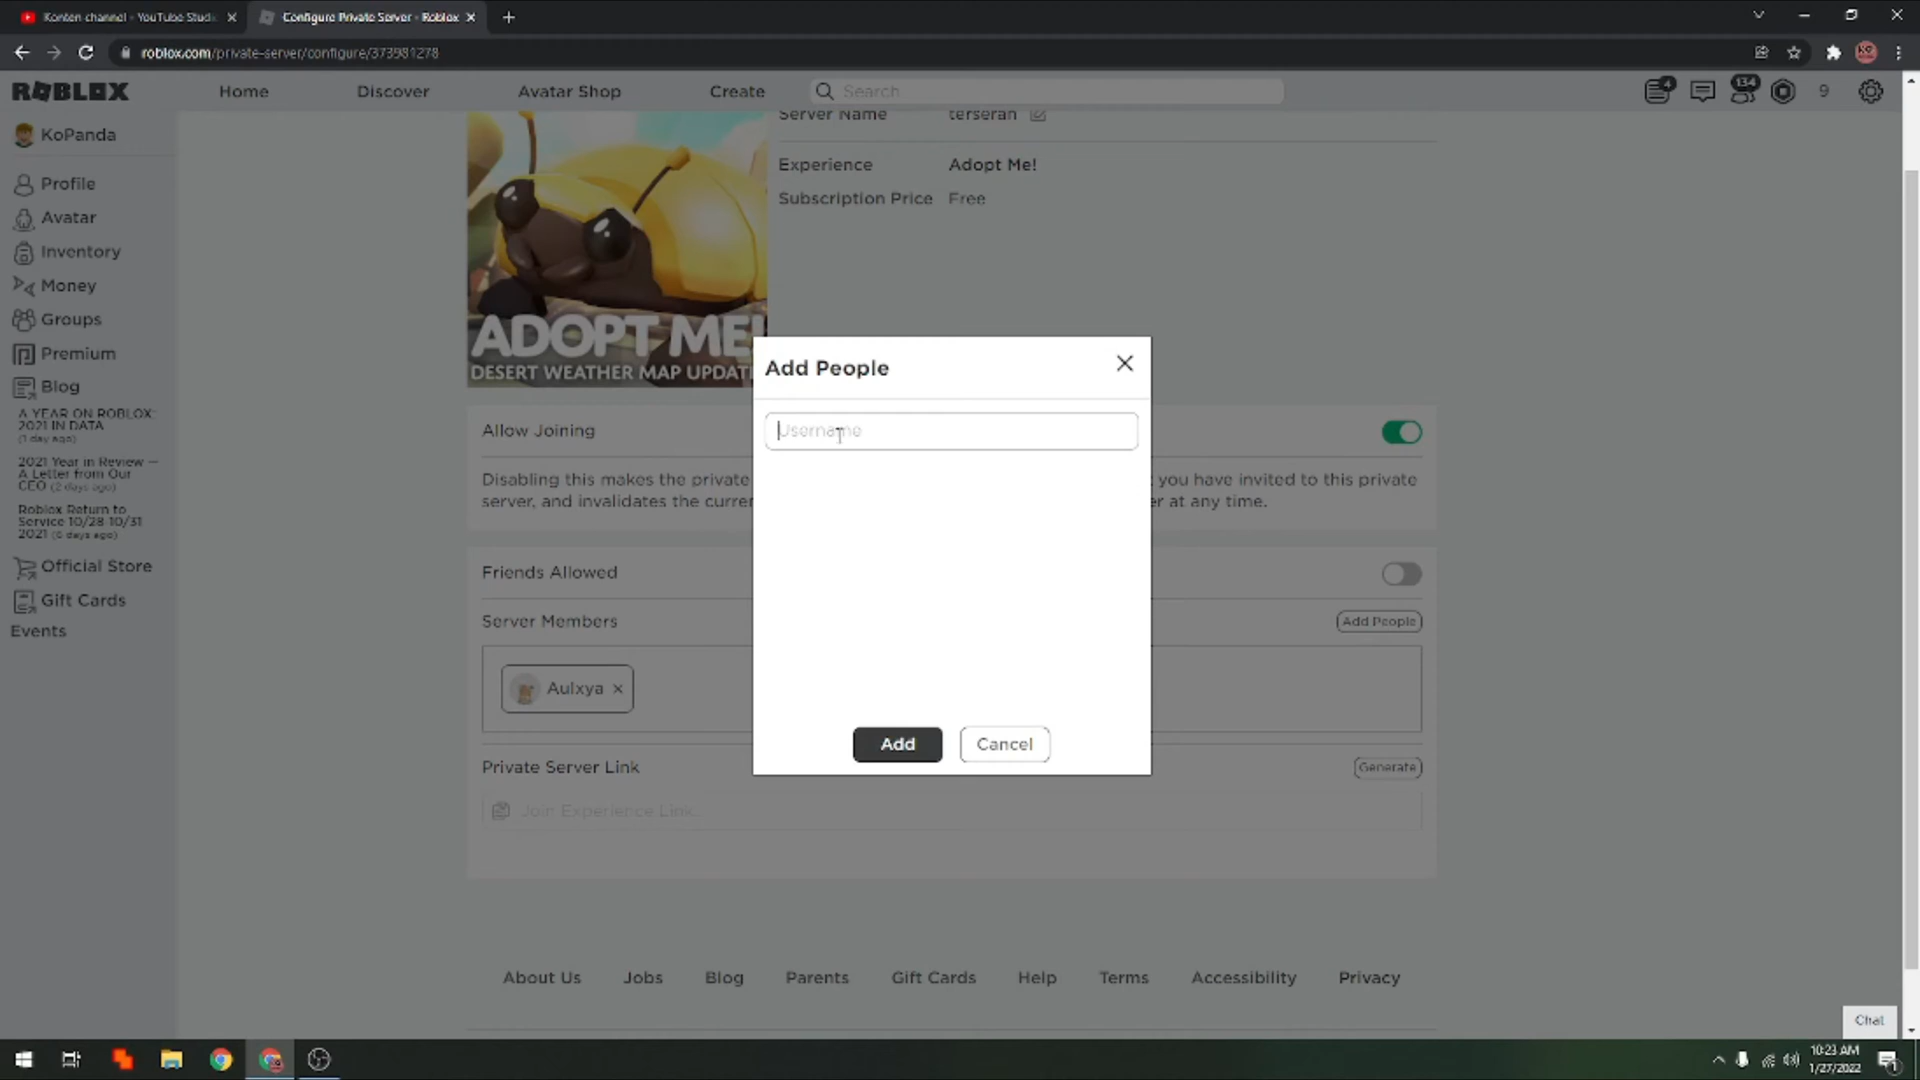 Konten channel - YouTube Studi
Configure Private Server - Roblox
roblox.com/private-server/configure/373981278
ROBLOX
Home
Discover
Avatar Shop
Create
Search
4
134
9
KoPanda
Profile
Avatar
Inventory
Money
Groups
Premium
Blog
A YEAR ON ROBLOX:
2021 IN DATA
(1 day ago)
2021 Year in Review —
A Letter from Our
CEO (2 days ago)
Roblox Return to
Service 10/28-10/31
2021 (6 days ago)
Official Store
Gift Cards
Events
Server Name terseran
Experience Adopt Me!
Subscription Price Free
ADOPT ME!
DESERT WEATHER MAP UPDAT
Add People
Username
Add
Cancel
Allow Joining
Disabling this makes the private
you have invited to this private
server, and invalidates the curre
er at any time.
Friends Allowed
Server Members
Add People
Aulxya
Private Server Link
Generate
Join Experience Link...
About Us
Jobs
Blog
Parents
Gift Cards
Help
Terms
Accessibility
Privacy
Chat
10:23 AM
1/27/2022
1